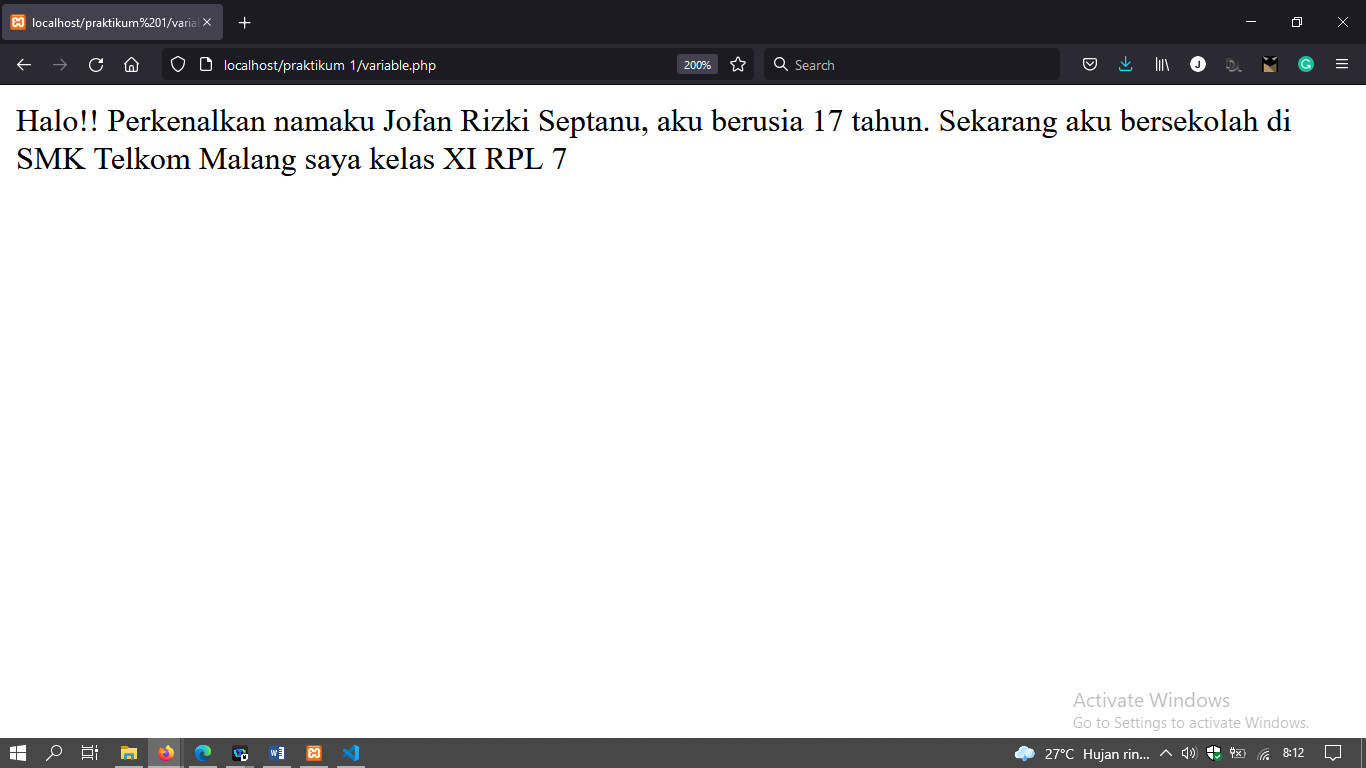 localhost/praktikum%201/varia
localhost/praktikum 1/variable.php
200%
Search
Halo!! Perkenalkan namaku Jofan Rizki Septanu, aku berusia 17 tahun. Sekarang aku bersekolah di
SMK Telkom Malang saya kelas XI RPL 7
Activate Windows
Go to Settings to activate Windows.
27°C Hujan rin... 8:12